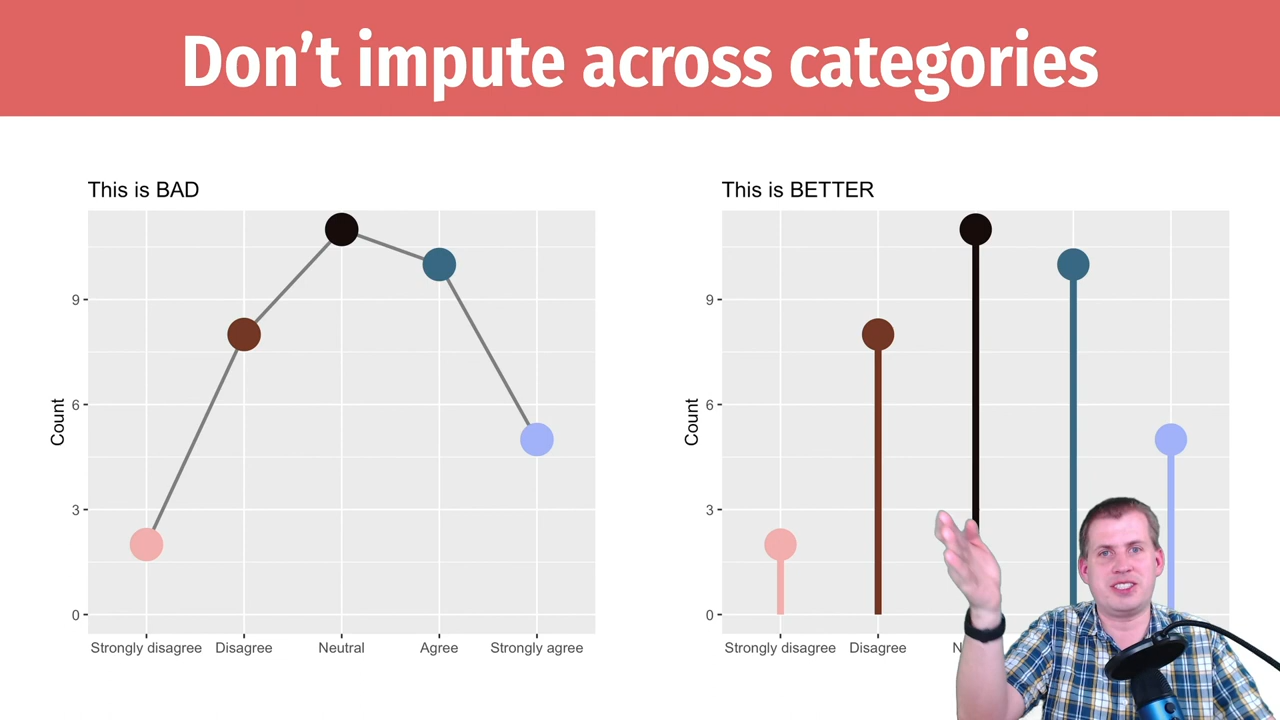 Don’t impute across categories
This is BAD
Count
9
6
3
0
Strongly disagree Disagree Neutral Agree Strongly agree
This is BETTER
Count
9
6
3
0
Strongly disagree Disagree